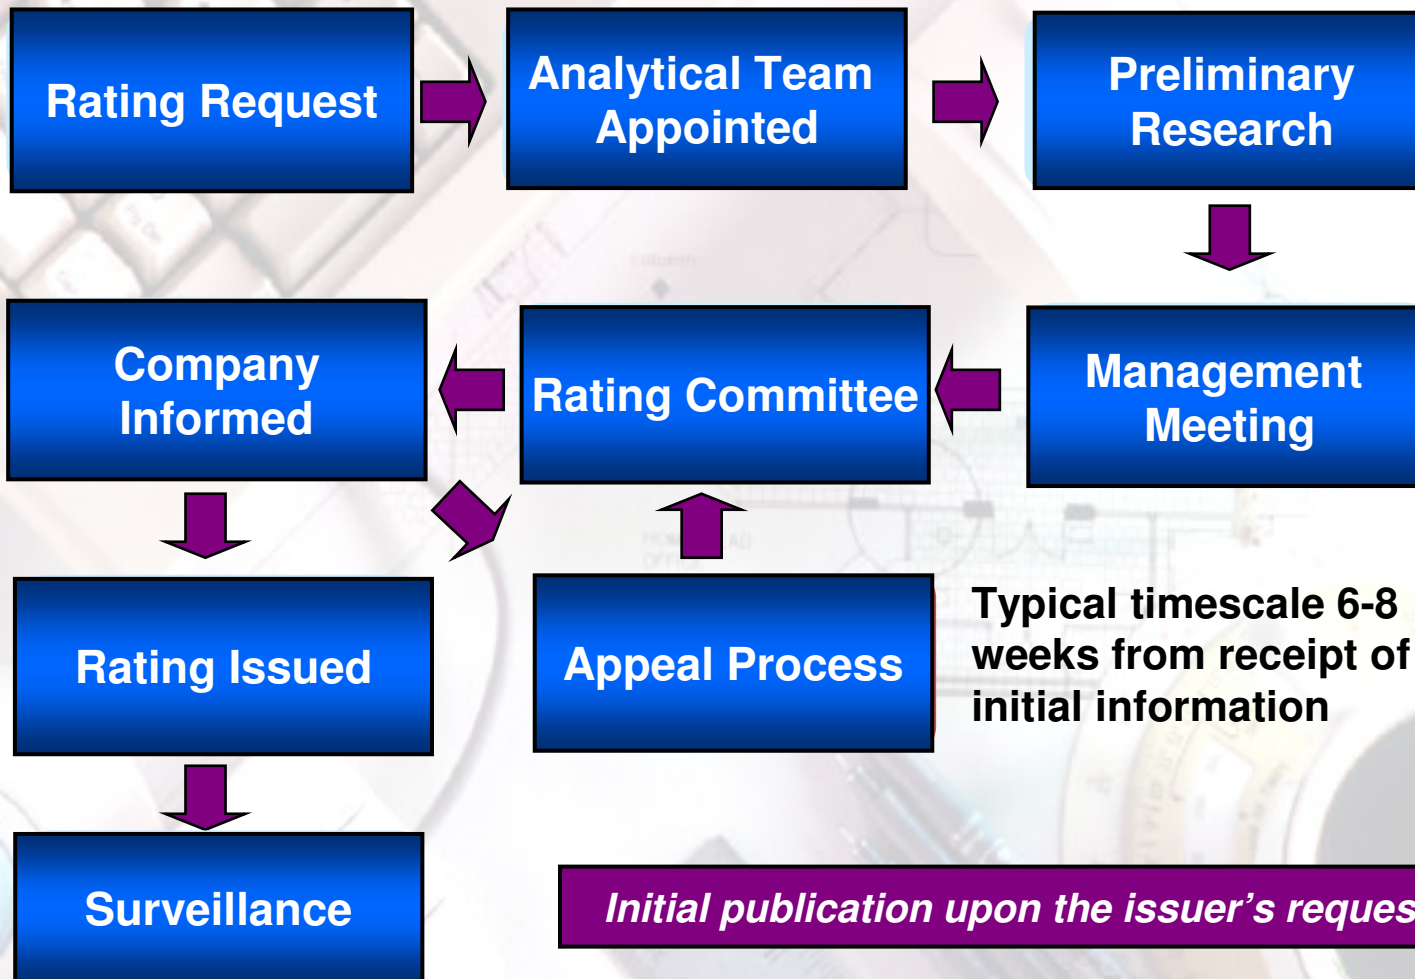 Rating Request
Analytical Team
Appointed
Preliminary
Research
Company
Informed
Rating Committee
Management
Meeting
Rating Issued
Appeal Process
Typical timescale 6-8
weeks from receipt of
initial information
Surveillance
Initial publication upon the issuer’s reques